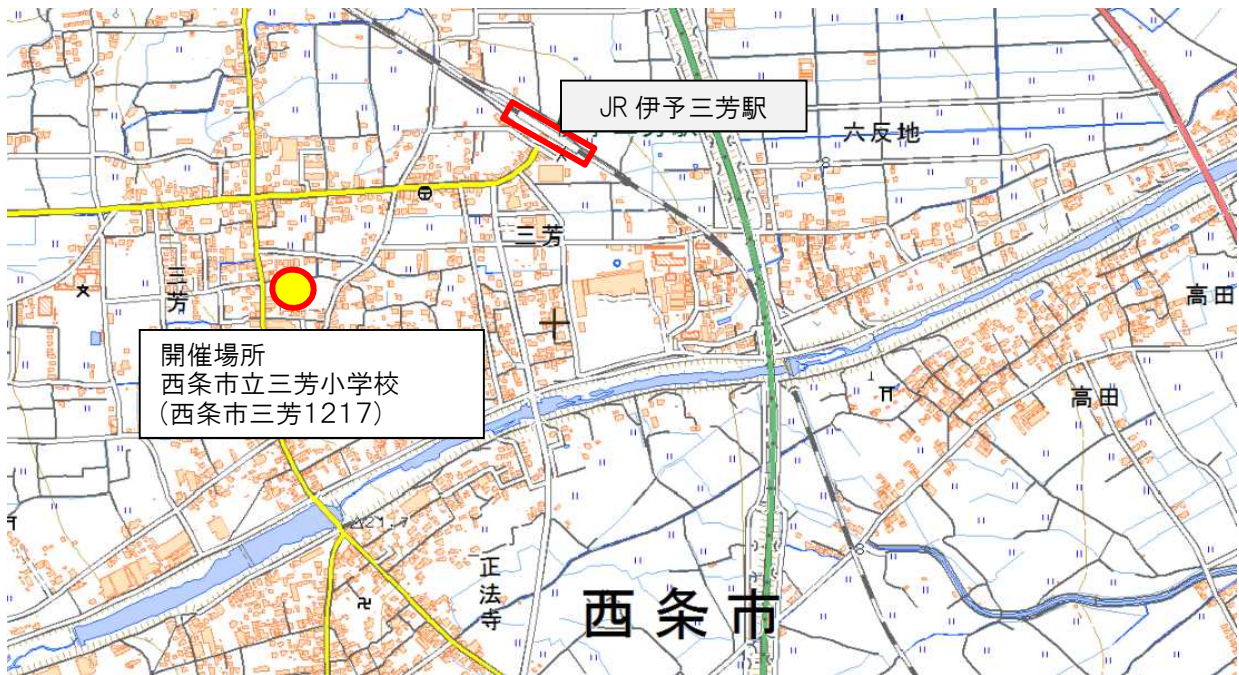 JR 伊予三芳駅
六反地
三芳
三芳
高田
開催場所
西条市立三芳小学校
(西条市三芳1217)
高田
21.7
正法寺
西条市